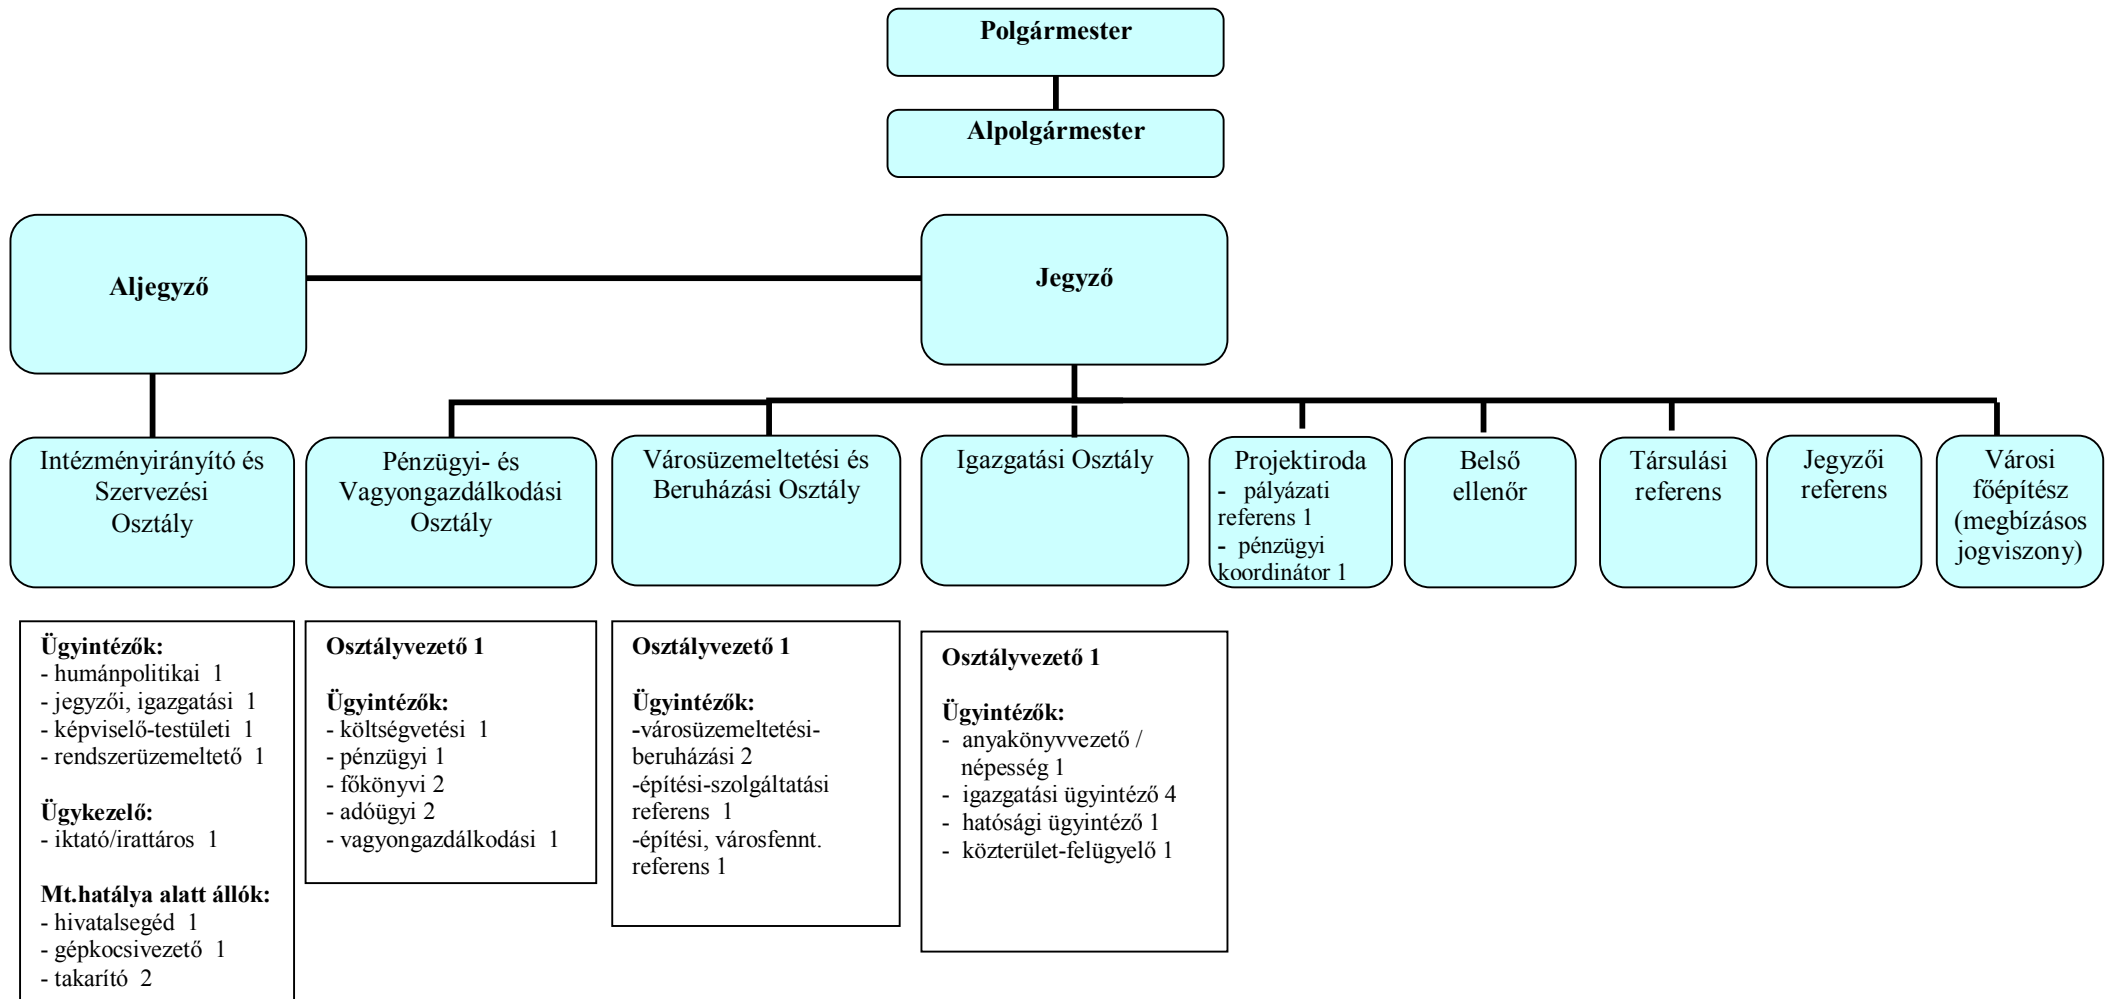 Polgármester
Alpolgármester
Aljegyző
Jegyző
Intézményirányító és
Szervezési
Osztály
Pénzügyi- és
Vagyongazdálkodási
Osztály
Városüzemeltetési és
Beruházási Osztály
Igazgatási Osztály
Projektiroda
- pályázati
referens 1
- pénzügyi
koordinátor 1
Belső
ellenőr
Társulási
referens
Jegyzői
referens
Városi
főépítész
(megbízásos
jogviszony)
Ügyintézők:
- humánpolitikai 1
- jegyzői, igazgatási 1
- képviselő-testületi 1
- rendszerüzemeltető 1
Ügykezelő:
- iktató/irattáros 1
Mt.hatálya alatt állók:
- hivatalsegéd 1
- gépkocsivezető 1
- takarító 2
Osztályvezető 1
Ügyintézők:
- költségvetési 1
- pénzügyi 1
- főkönyvi 2
- adóügyi 2
- vagyongazdálkodási 1
Osztályvezető 1
Ügyintézők:
-városüzemeltetési-
beruházási 2
-építési-szolgáltatási
referens 1
-építési, városfennt.
referens 1
Osztályvezető 1
Ügyintézők:
- anyakönyvvezető /
népesség 1
- igazgatási ügyintéző 4
- hatósági ügyintéző 1
- közterület-felügyelő 1